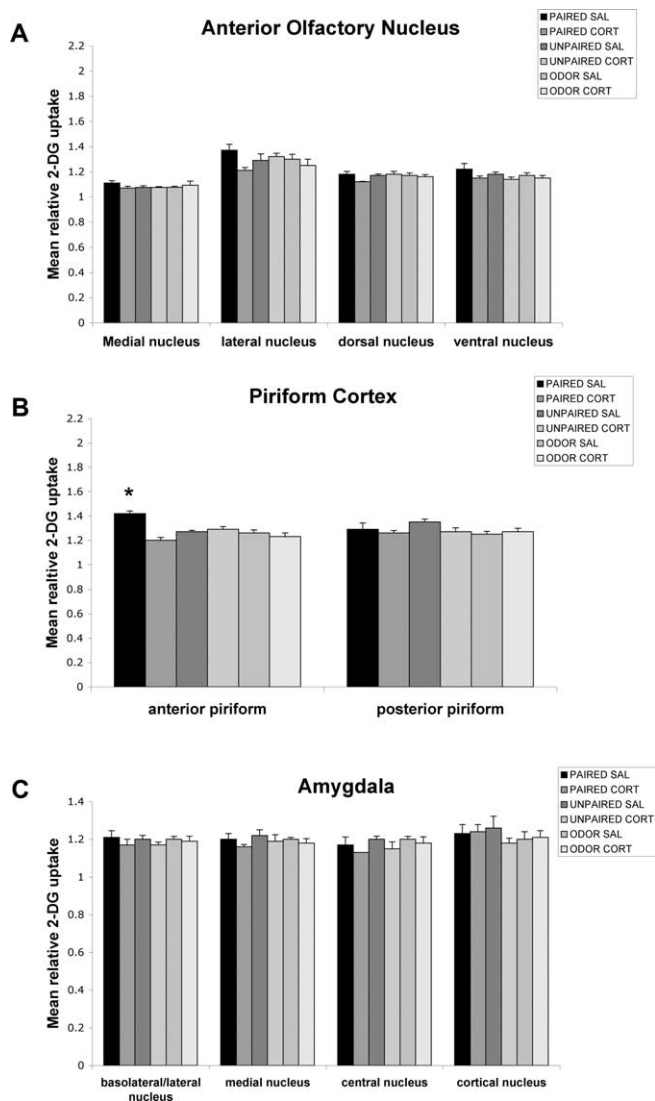 A
Anterior Olfactory Nucleus
PAIRED SAL
PAIRED CORT
UNPAIRED SAL
UNPAIRED CORT
ODOR SAL
ODOR CORT
Mean relative 2-DG uptake
2.2
2
1.8
1.6
1.4
1.2
1
0.8
0.6
0.4
0.2
0
Medial nucleus lateral nucleus dorsal nucleus ventral nucleus
B
Piriform Cortex
PAIRED SAL
PAIRED CORT
UNPAIRED SAL
UNPAIRED CORT
ODOR SAL
ODOR CORT
Mean realtive 2-DG uptake
2.2
2
1.8
1.6
1.4
1.2
1
0.8
0.6
0.4
0.2
0
*
anterior piriform posterior piriform
C
Amygdala
PAIRED SAL
PAIRED CORT
UNPAIRED SAL
UNPAIRED CORT
ODOR SAL
ODOR CORT
Mean relative 2-DG uptake
1.4
1.2
1
0.8
0.6
0.4
0.2
0
basolateral/lateral medial nucleus central nucleus cortical nucleus
nucleus